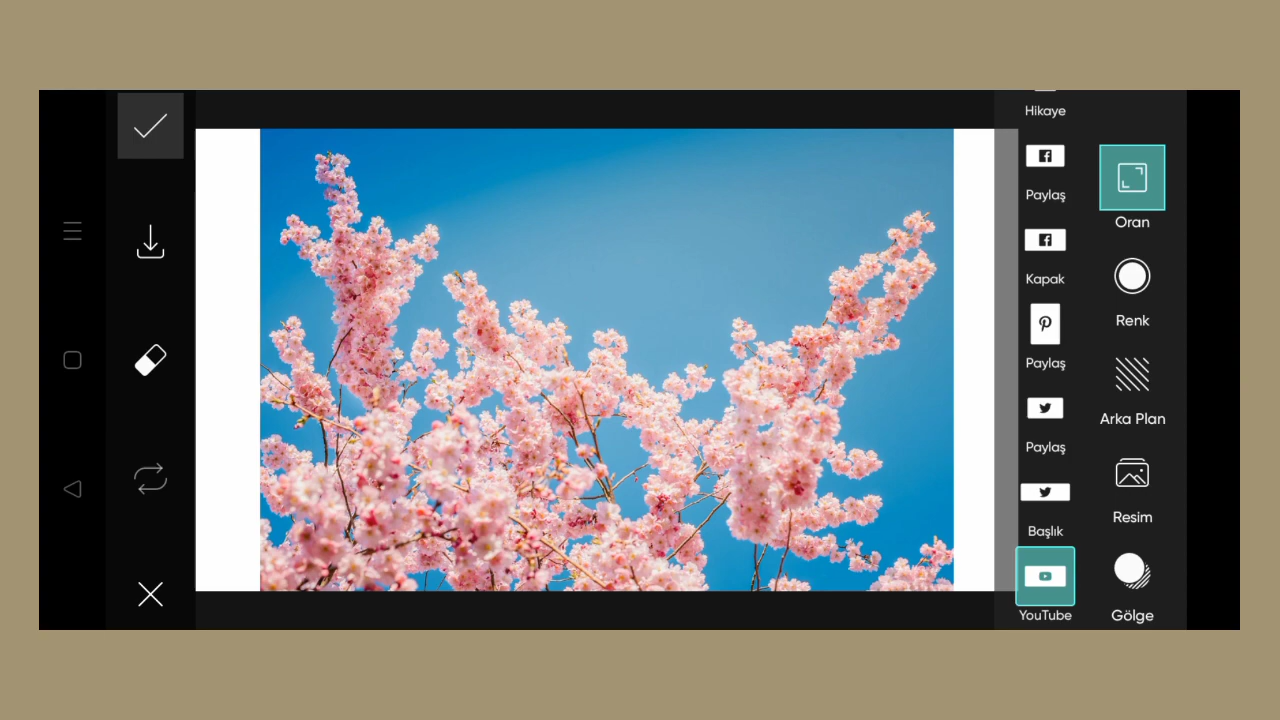 Hikaye
Paylaş
Kapak
Paylaş
Paylaş
Başlık
YouTube
Oran
Renk
Arka Plan
Resim
Gölge